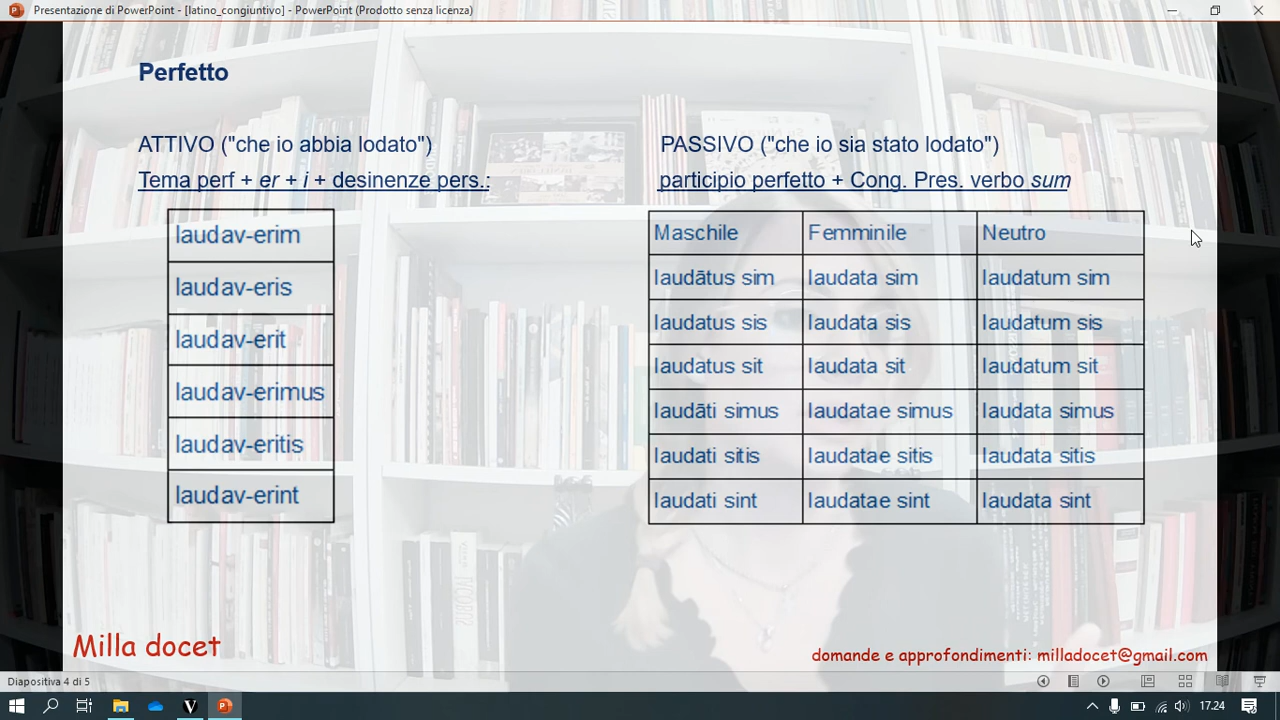 Presentazione di PowerPoint - [latino_congiuntivo] - PowerPoint (Prodotto senza licenza)
Perfetto
ATTIVO ("che io abbia lodato")
Tema perf + er + i + desinenze pers.:
laudav-erim
laudav-eris
laudav-erit
laudav-erimus
laudav-eritis
laudav-erint
PASSIVO ("che io sia stato lodato")
participio perfetto + Cong. Pres. verbo sum
Maschile Femminile Neutro
laudātus sim laudata sim laudatum sim
laudatus sis laudata sis laudatum sis
laudatus sit laudata sit laudatum sit
laudāti simus laudatae simus laudata simus
laudati sitis laudatae sitis laudata sitis
laudati sint laudatae sint laudata sint
Milla docet
domande e approfondimenti: milladocet@gmail.com
Diapositiva 4 di 5
17.24